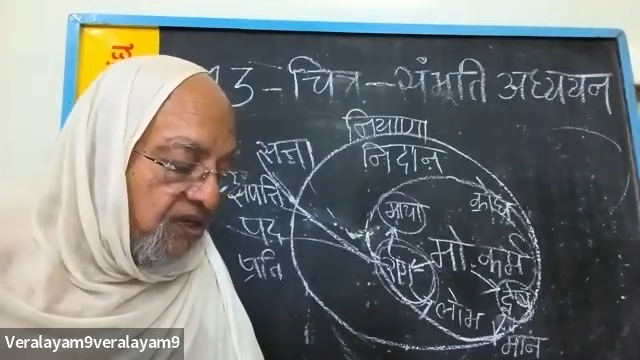 13 - चित्र - संभूति अध्ययन
नियाणा
निदान
सत्ता
संपत्ति
पद
प्रति
माया
क्रोध
राग
मो. कर्म
द्वेष
लोभ
मान
Veralayam9veralayam9